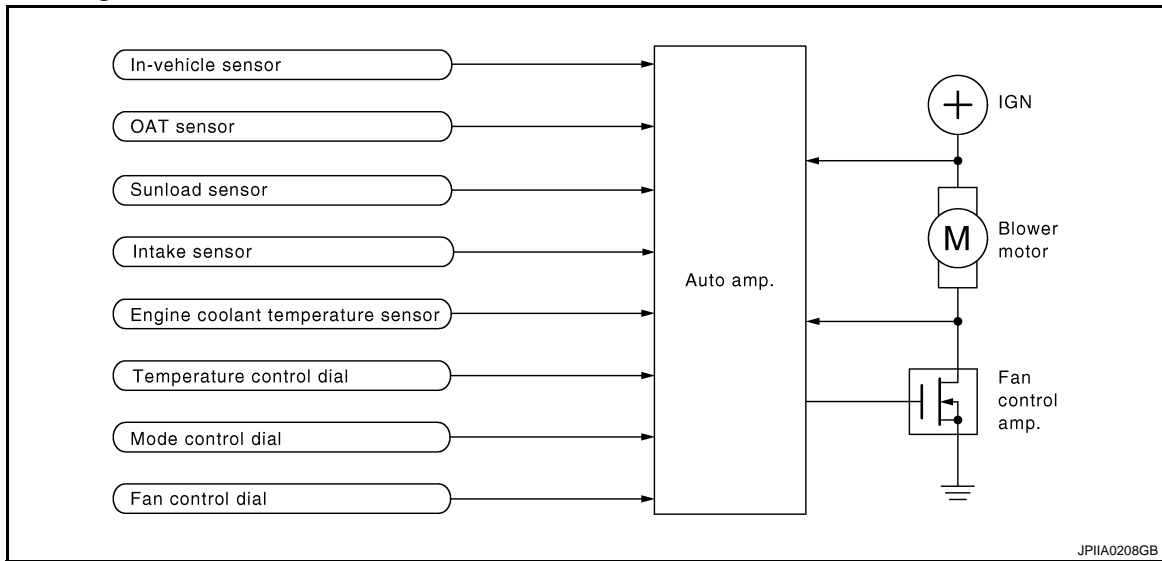 In-vehicle sensor
OAT sensor
Sunload sensor
Intake sensor
Engine coolant temperature sensor
Temperature control dial
Mode control dial
Fan control dial
Auto amp.
IGN
M
Blower
motor
Fan
control
amp.
JPIIA0208GB